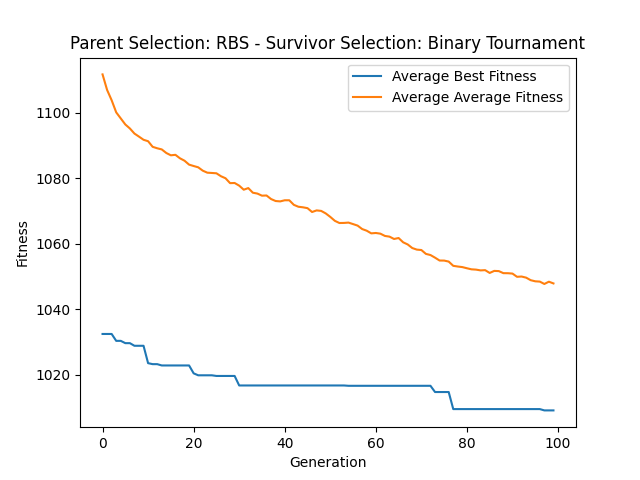 Parent Selection: RBS - Survivor Selection: Binary Tournament
Average Best Fitness
Average Average Fitness
Fitness
1100
1080
1060
1040
1020
0 20 40 60 80 100
Generation